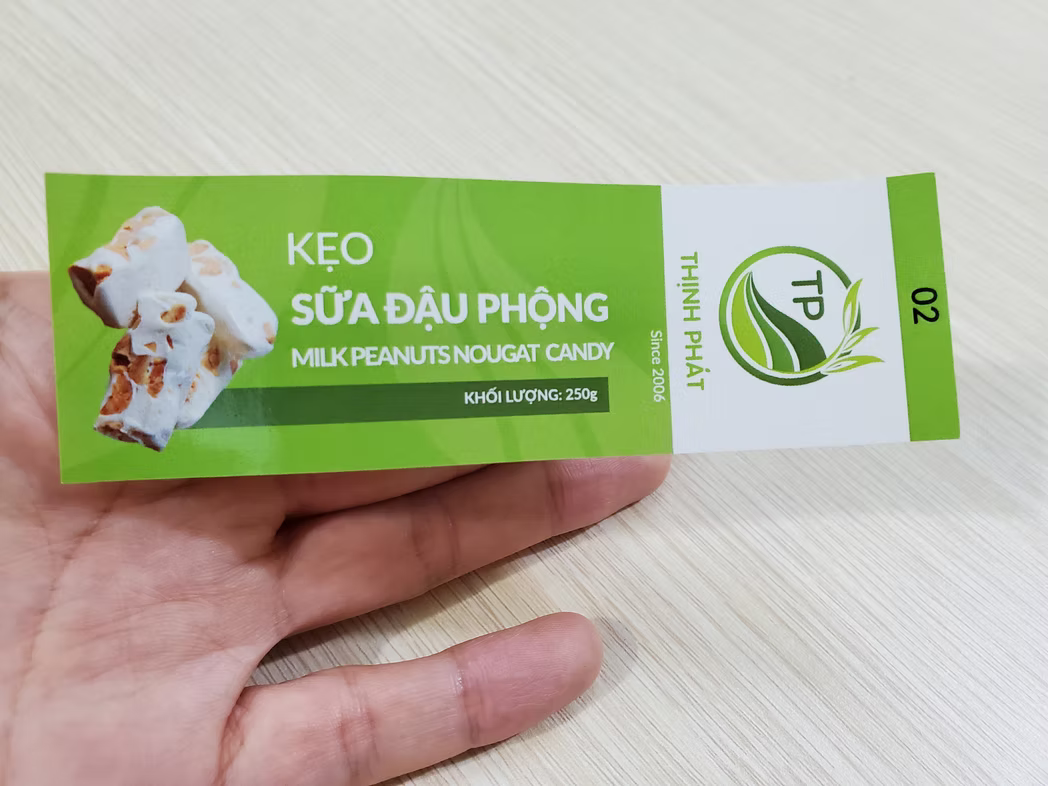 KẸO
SỮA ĐẬU PHỘNG
MILK PEANUTS NOUGAT CANDY
KHỐI LƯỢNG: 250g
Since 2006
THỊNH PHÁT
TP
02